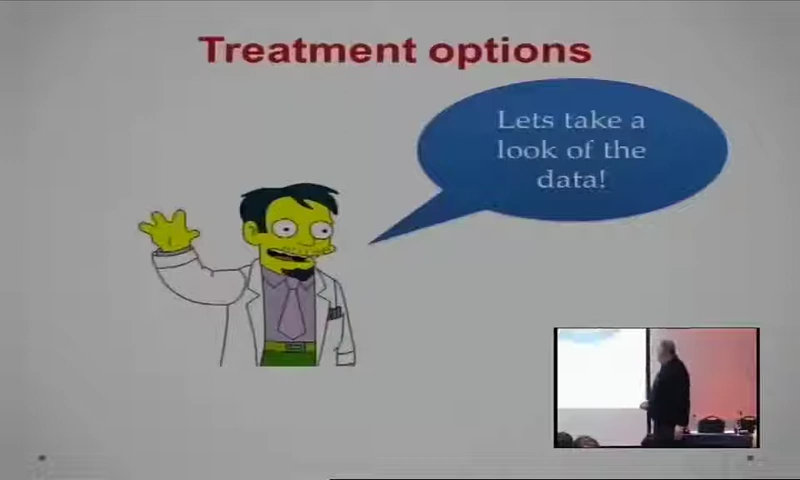 Treatment options
Lets take a
look of the
data!